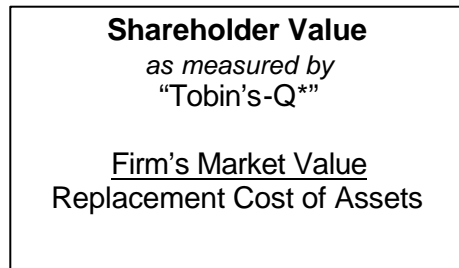 Shareholder Value
as measured by
“Tobin’s-Q*”
Firm’s Market Value
Replacement Cost of Assets